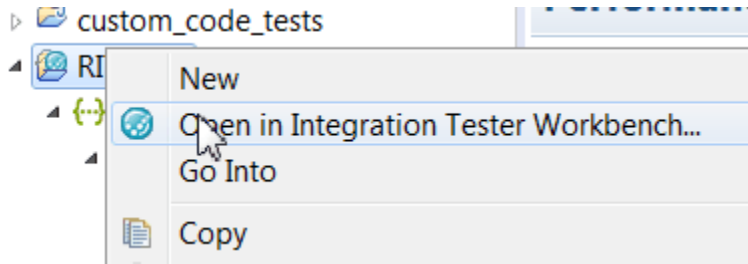 custom_code_tests
RI
New
Open in Integration Tester Workbench...
Go Into
Copy